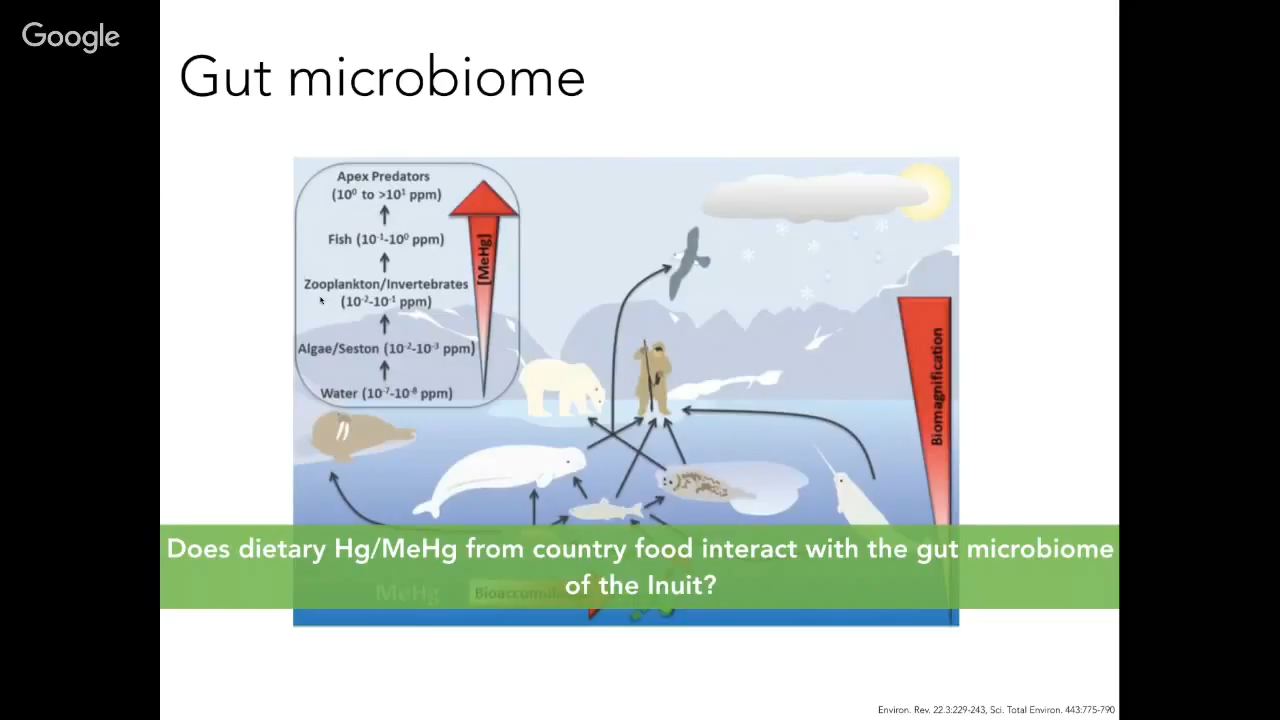 Google
Gut microbiome
Apex Predators
(10⁰ to >10¹ ppm)
Fish (10⁻¹-10⁰ ppm)
Zooplankton/Invertebrates
(10⁻²-10⁻¹ ppm)
Algae/Seston (10⁻²-10⁻³ ppm)
Water (10⁻⁷-10⁻⁸ ppm)
[MeHg]
Biomagnification
Does dietary Hg/MeHg from country food interact with the gut microbiome
of the Inuit?
MeHg
Environ. Rev. 22.3:229-243, Sci. Total Environ. 443:775-790